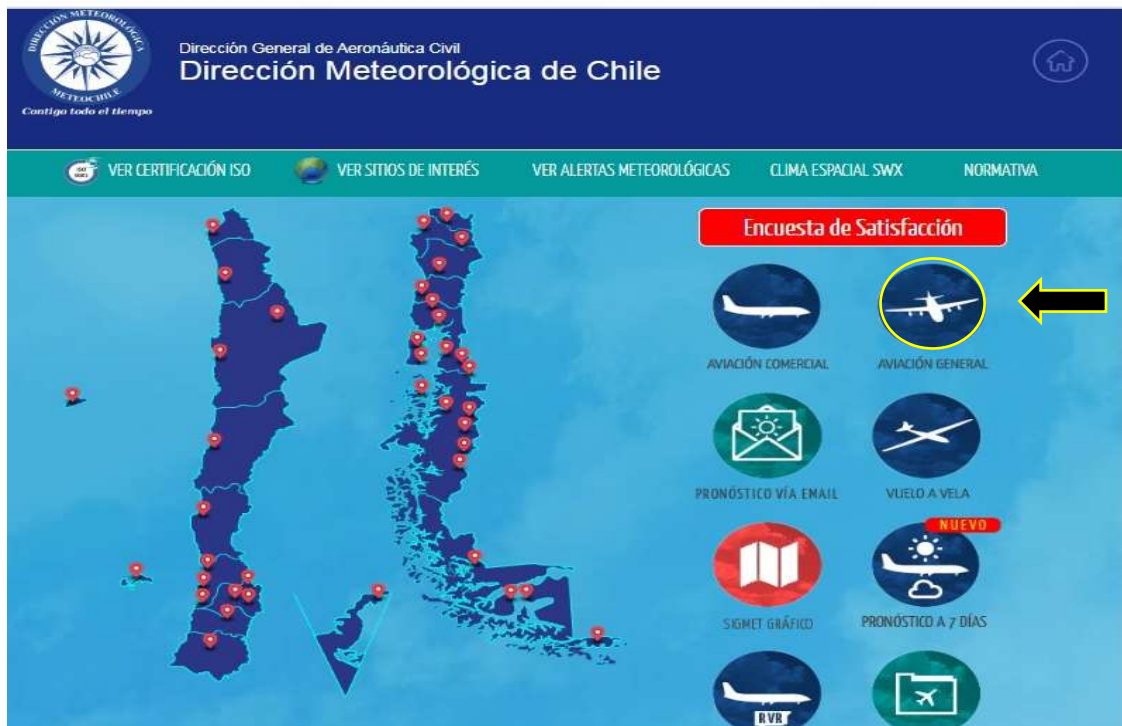 DIRECCIÓN METEOROLÓGICA
METEOCHILE
Contigo todo el tiempo
Dirección General de Aeronáutica Civil
Dirección Meteorológica de Chile
VER CERTIFICACIÓN ISO
VER SITIOS DE INTERÉS
VER ALERTAS METEOROLÓGICAS
CLIMA ESPACIAL SWX
NORMATIVA
Encuesta de Satisfacción
AVIACIÓN COMERCIAL
AVIACIÓN GENERAL
PRONÓSTICO VÍA EMAIL
VUELO A VELA
NUEVO
SIGMET GRÁFICO
PRONÓSTICO A 7 DÍAS
RVR